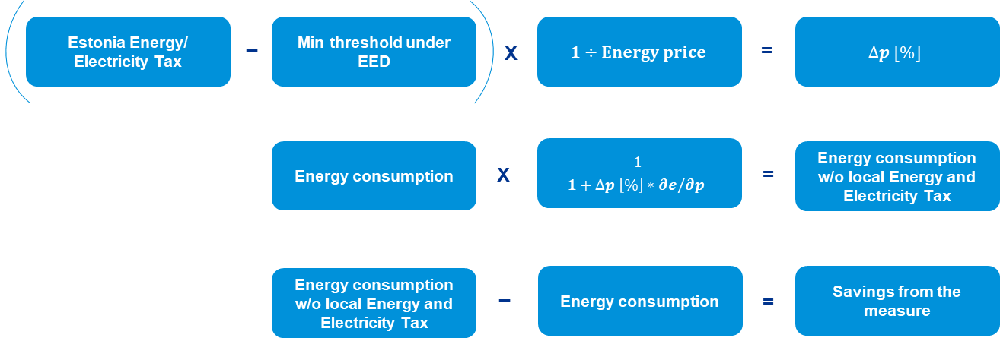 Estonia Energy/
Electricity Tax
–
Min threshold under
EED
x
1 ÷ Energy price
=
Δp [%]
Energy consumption
x
1
1 + Δp [%] * ∂e/∂p
=
Energy consumption
w/o local Energy and
Electricity Tax
Energy consumption
w/o local Energy and
Electricity Tax
–
Energy consumption
=
Savings from the
measure